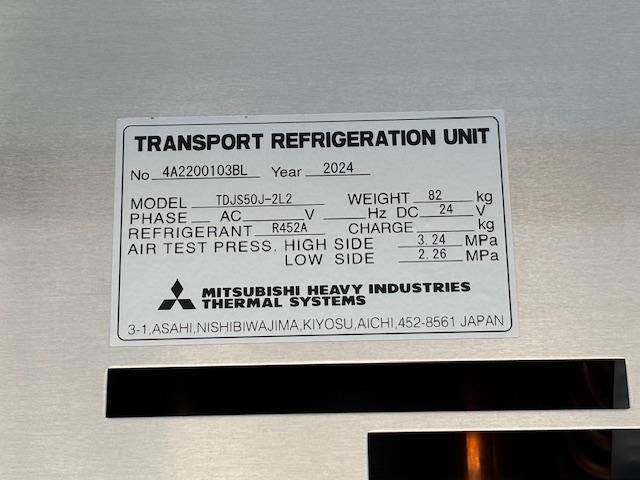 TRANSPORT REFRIGERATION UNIT
No 4A2200103BL Year 2024
MODEL TDJS50J-2L2 WEIGHT 82 kg
PHASE AC V Hz DC 24 V
REFRIGERANT R452A CHARGE kg
AIR TEST PRESS. HIGH SIDE 3.24 MPa
LOW SIDE 2.26 MPa
MITSUBISHI HEAVY INDUSTRIES
THERMAL SYSTEMS
3-1,ASAHI,NISHIBIWAJIMA,KIYOSU,AICHI,452-8561 JAPAN